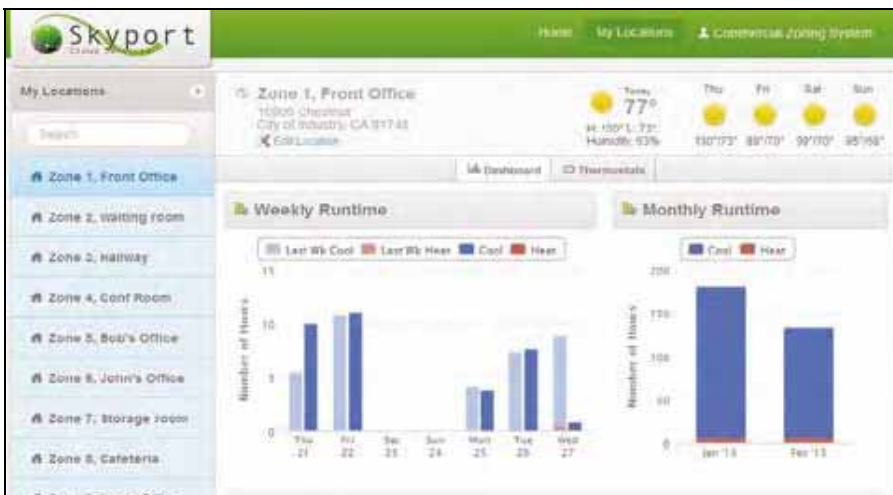 Skyport
Home My Locations Commercial Zoning System
My Locations
Search
Zone 1, Front Office
Zone 2, Waiting room
Zone 3, Hallway
Zone 4, Conf Room
Zone 5, Bob's Office
Zone 6, John's Office
Zone 7, Storage room
Zone 8, Cafeteria
Zone 1, Front Office
Chestnut
City of Industry, CA
Edit Location
Today
77°
Humidity: 53%
Thu Fri Sat Sun
Dashboard Thermostats
Weekly Runtime
Last Wk Cool Last Wk Heat Cool Heat
Number of Hours
15
10
5
0
Thu Fri Sat Sun Mon Tue Wed
21 22 23 24 25 26 27
Monthly Runtime
Cool Heat
Number of Hours
200
150
100
50
0
Jan '13 Feb '13